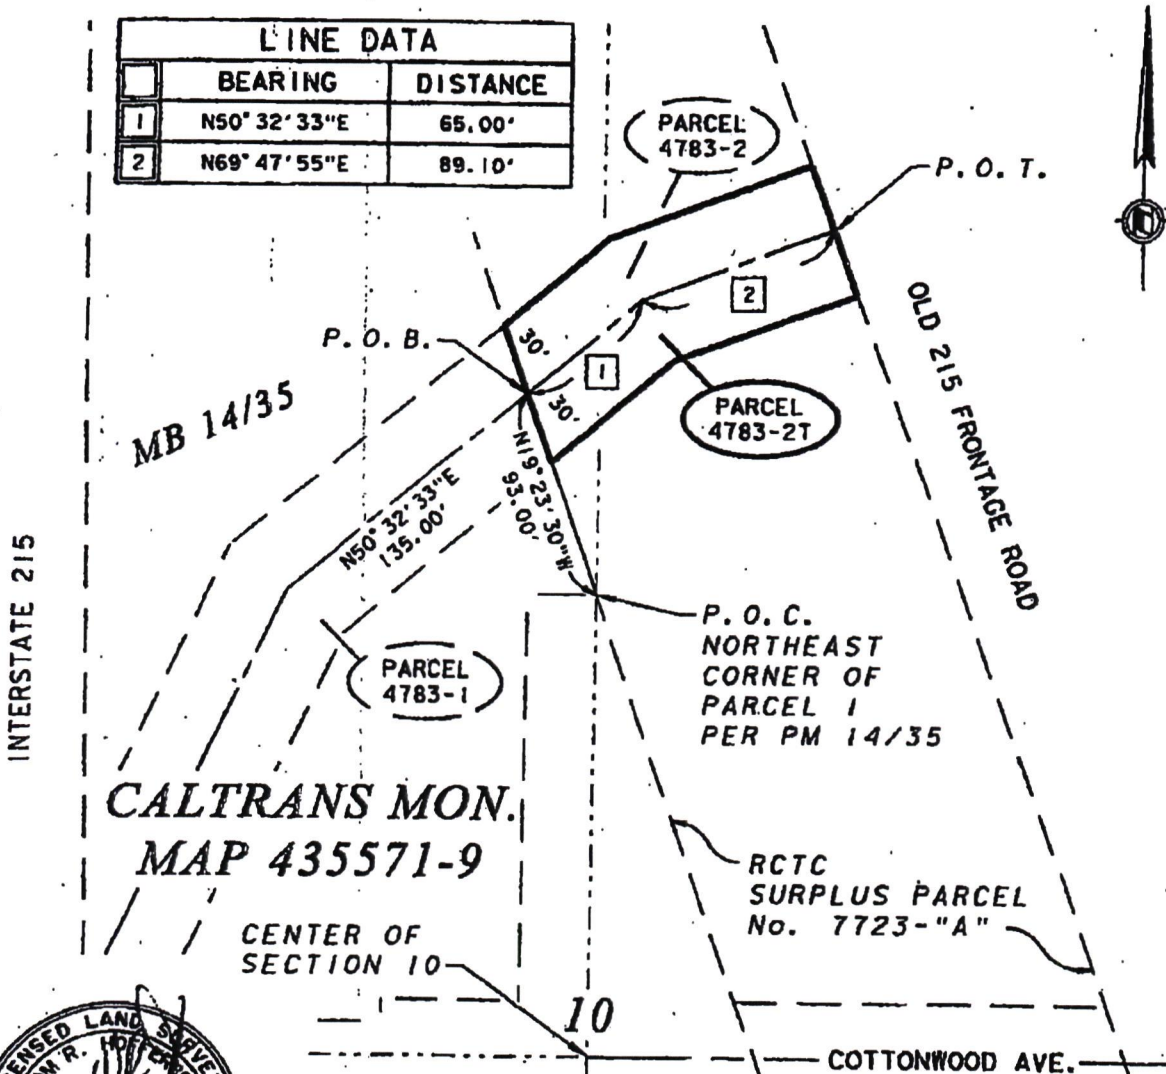 LINE DATA
BEARING DISTANCE
1 N50°32'33"E 65.00'
2 N69°47'55"E 89.10'
PARCEL
4783-2
P.O.T.
P.O.B.
30'
30'
1
2
MB 14/35
PARCEL
4783-2T
OLD 215 FRONTAGE ROAD
N19°23'30"W
93.00'
N50°32'33"E
135.00'
INTERSTATE 215
P.O.C.
NORTHEAST
CORNER OF
PARCEL 1
PER PM 14/35
PARCEL
4783-1
CALTRANS MON.
MAP 435571-9
RCTC
SURPLUS PARCEL
No. 7723-"A"
CENTER OF
SECTION 10
10
COTTONWOOD AVE.
LAND
R.